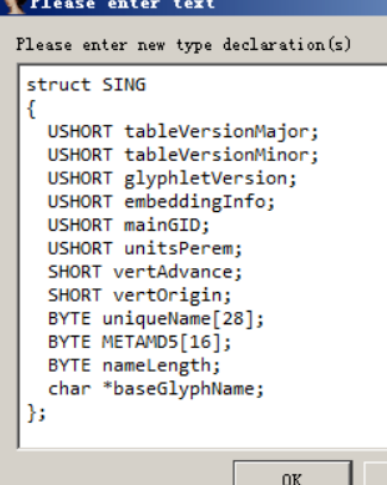 Please enter text
Please enter new type declaration(s)
struct SING
{
USHORT tableVersionMajor;
USHORT tableVersionMinor;
USHORT glyphletVersion;
USHORT embeddingInfo;
USHORT mainGID;
USHORT unitsPerem;
SHORT vertAdvance;
SHORT vertOrigin;
BYTE uniqueName[28];
BYTE METAMD5[16];
BYTE nameLength;
char *baseGlyphName;
};
OK